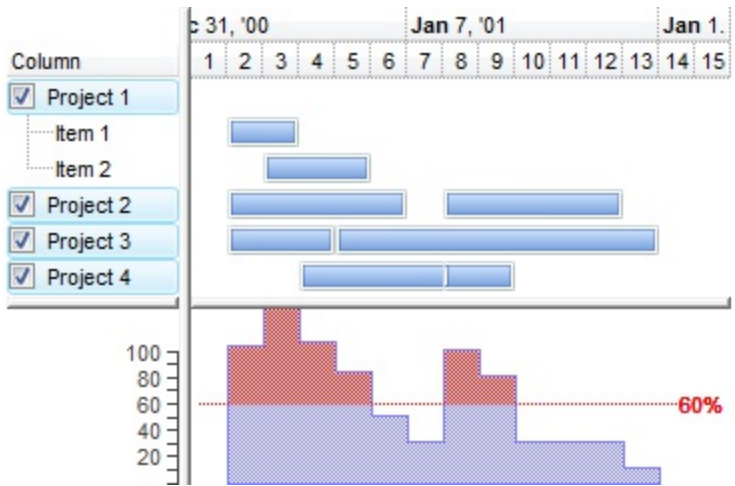 c 31, '00 Jan 7, '01 Jan 1.
Column 1 2 3 4 5 6 7 8 9 10 11 12 13 14 15
Project 1
Item 1
Item 2
Project 2
Project 3
Project 4
100
80
60 60%
40
20